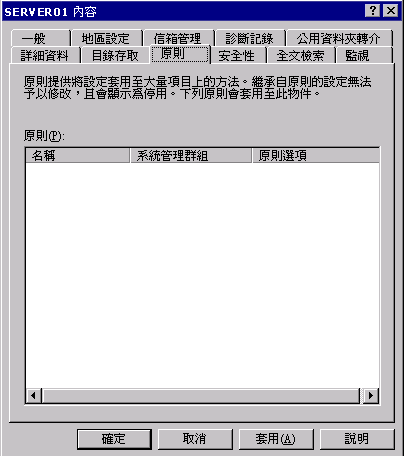 SERVER01 內容
一般 地區設定 信箱管理 診斷記錄 公用資料夾轉介
詳細資料 目錄存取 原則 安全性 全文檢索 監視
原則提供將設定套用至大量項目上的方法。繼承自原則的設定無法
予以修改，且會顯示為停用。下列原則會套用至此物件。
原則(P):
名稱 系統管理群組 原則選項
確定 取消 套用(A) 說明